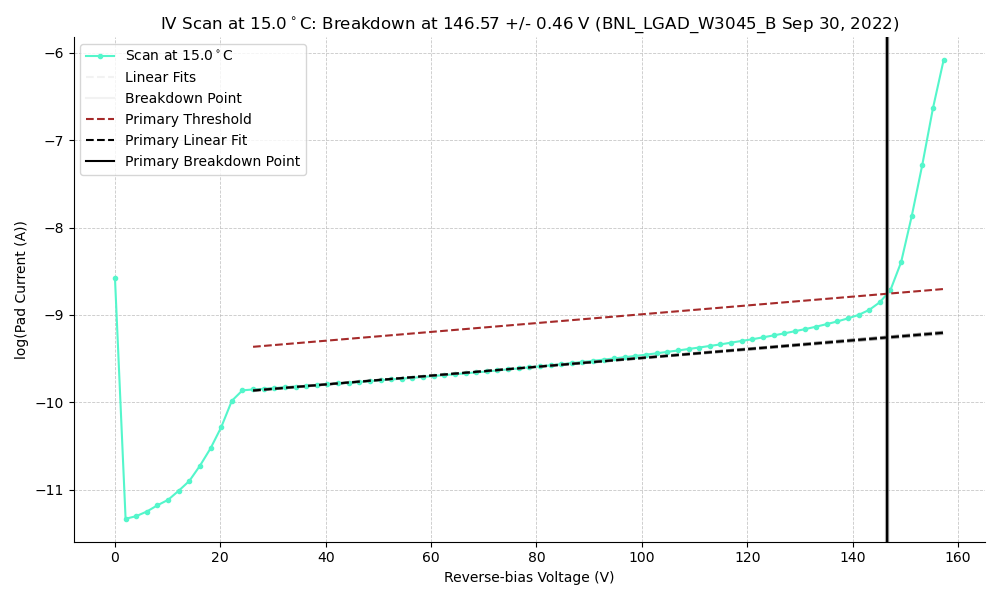 IV Scan at 15.0°C: Breakdown at 146.57 +/- 0.46 V (BNL_LGAD_W3045_B Sep 30, 2022)
Scan at 15.0°C
Linear Fits
Breakdown Point
Primary Threshold
Primary Linear Fit
Primary Breakdown Point
log(Pad Current (A))
−6
−7
−8
−9
−10
−11
0 20 40 60 80 100 120 140 160
Reverse-bias Voltage (V)